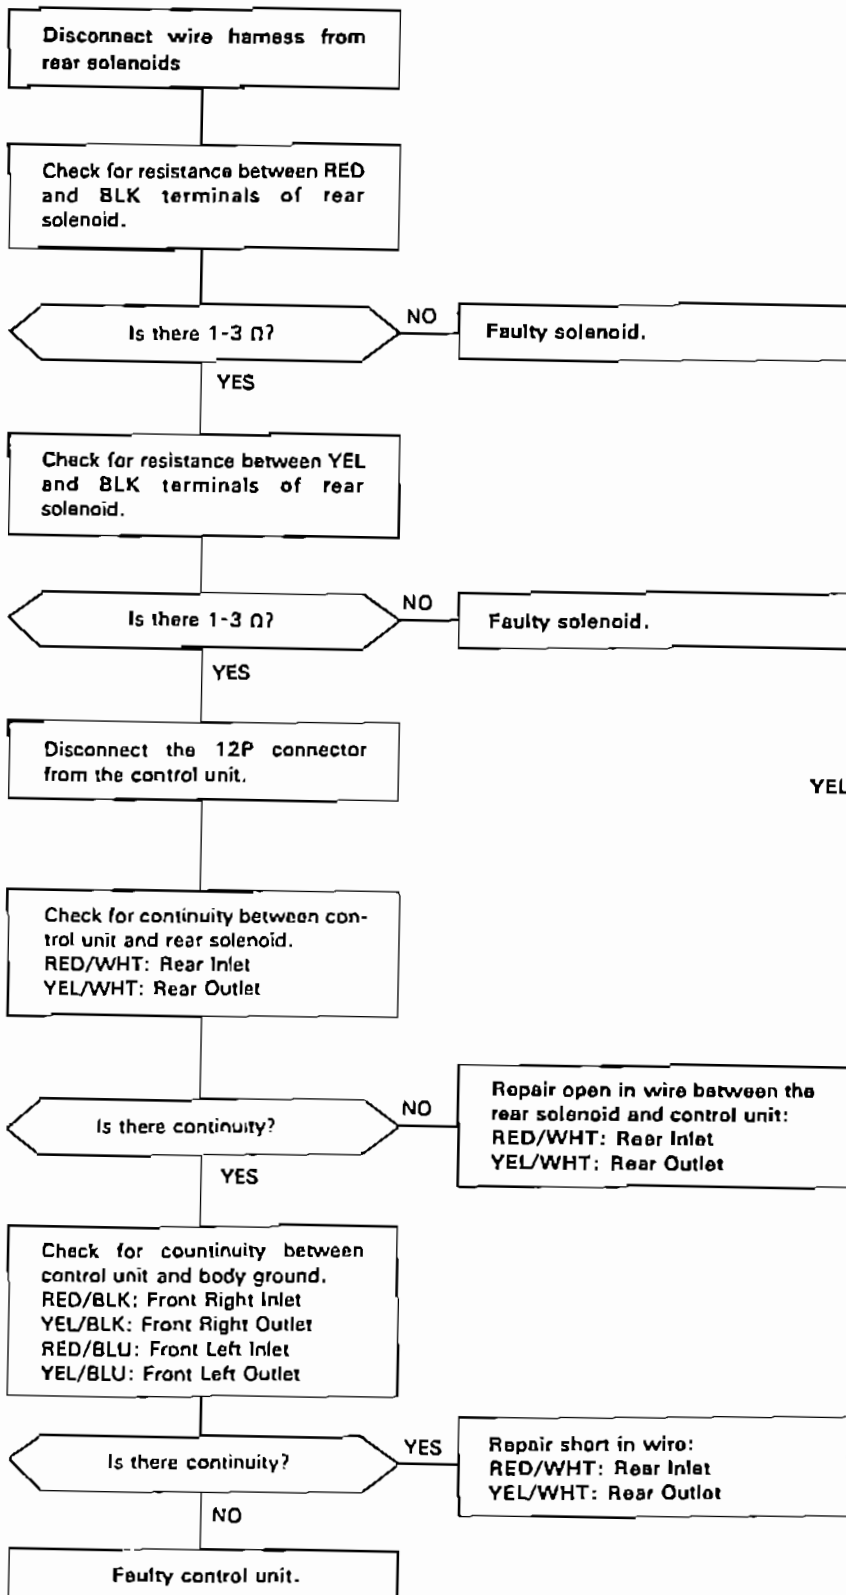 Disconnect wire harness from
rear solenoids
Check for resistance between RED
and BLK terminals of rear
solenoid.
Is there 1-3 Ω?
NO
Faulty solenoid.
YES
Check for resistance between YEL
and BLK terminals of rear
solenoid.
Is there 1-3 Ω?
NO
Faulty solenoid.
YES
Disconnect the 12P connector
from the control unit.
YEL
Check for continuity between con-
trol unit and rear solenoid.
RED/WHT: Rear Inlet
YEL/WHT: Rear Outlet
Is there continuity?
NO
Repair open in wire between the
rear solenoid and control unit:
RED/WHT: Rear Inlet
YEL/WHT: Rear Outlet
YES
Check for countinuity between
control unit and body ground.
RED/BLK: Front Right Inlet
YEL/BLK: Front Right Outlet
RED/BLU: Front Left Inlet
YEL/BLU: Front Left Outlet
Is there continuity?
YES
Repair short in wire:
RED/WHT: Rear Inlet
YEL/WHT: Rear Outlet
NO
Faulty control unit.